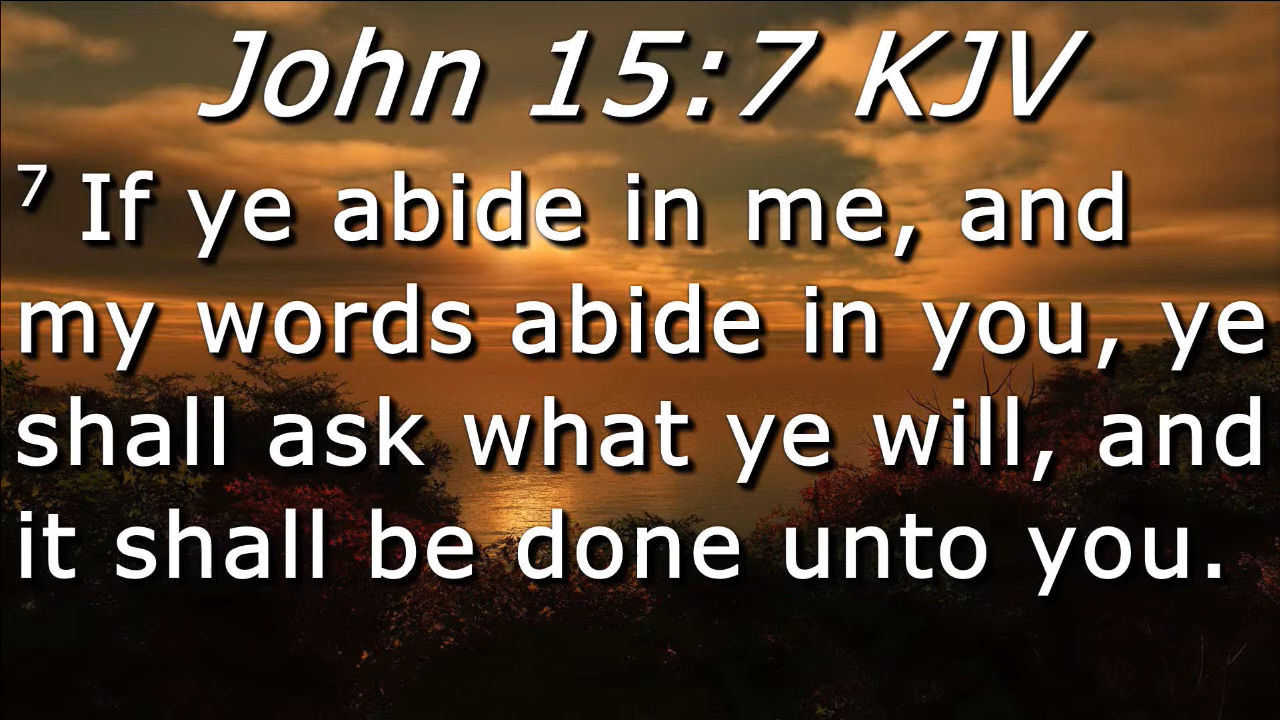 John 15:7 KJV
7 If ye abide in me, and
my words abide in you, ye
shall ask what ye will, and
it shall be done unto you.